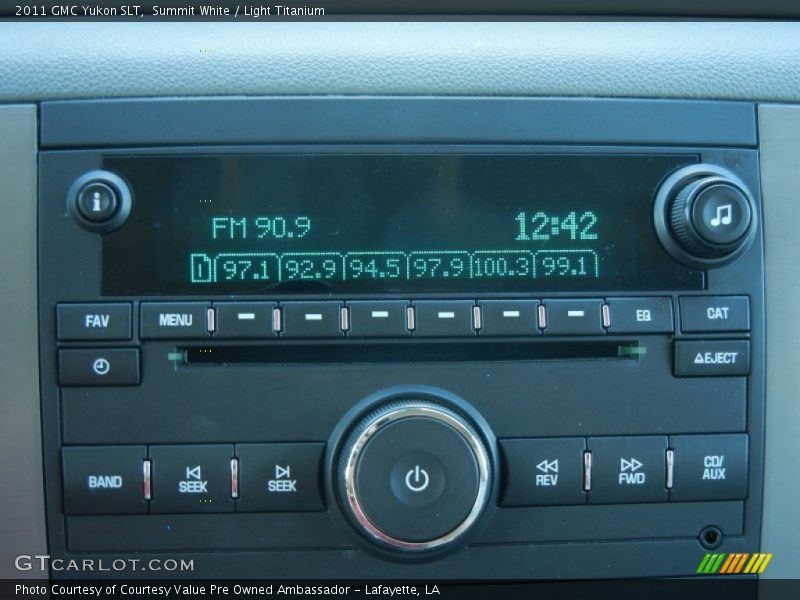 2011 GMC Yukon SLT,  Summit White / Light Titanium
i
FM 90.9 12:42
1 97.1 92.9 94.5 97.9 100.3 99.1
FAV MENU EQ CAT
EJECT
BAND SEEK SEEK REV FWD CD/AUX
GTCARLOT.COM
Photo Courtesy of Courtesy Value Pre Owned Ambassador - Lafayette, LA